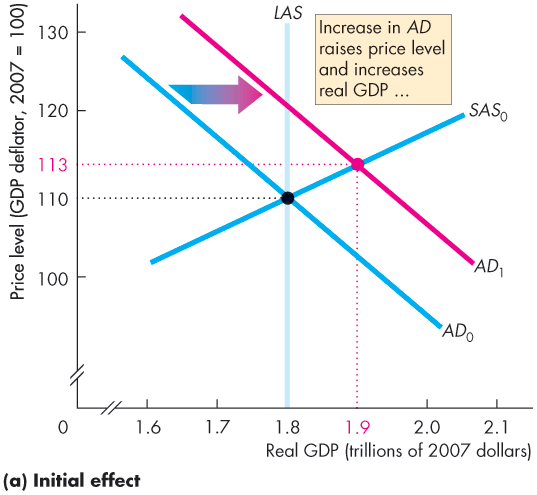 Price level (GDP deflator, 2007 = 100)
LAS
Increase in AD
raises price level
and increases
real GDP ...
130
120
113
110
100
SAS0
AD1
AD0
0
1.6
1.7
1.8
1.9
2.0
2.1
Real GDP (trillions of 2007 dollars)
(a) Initial effect